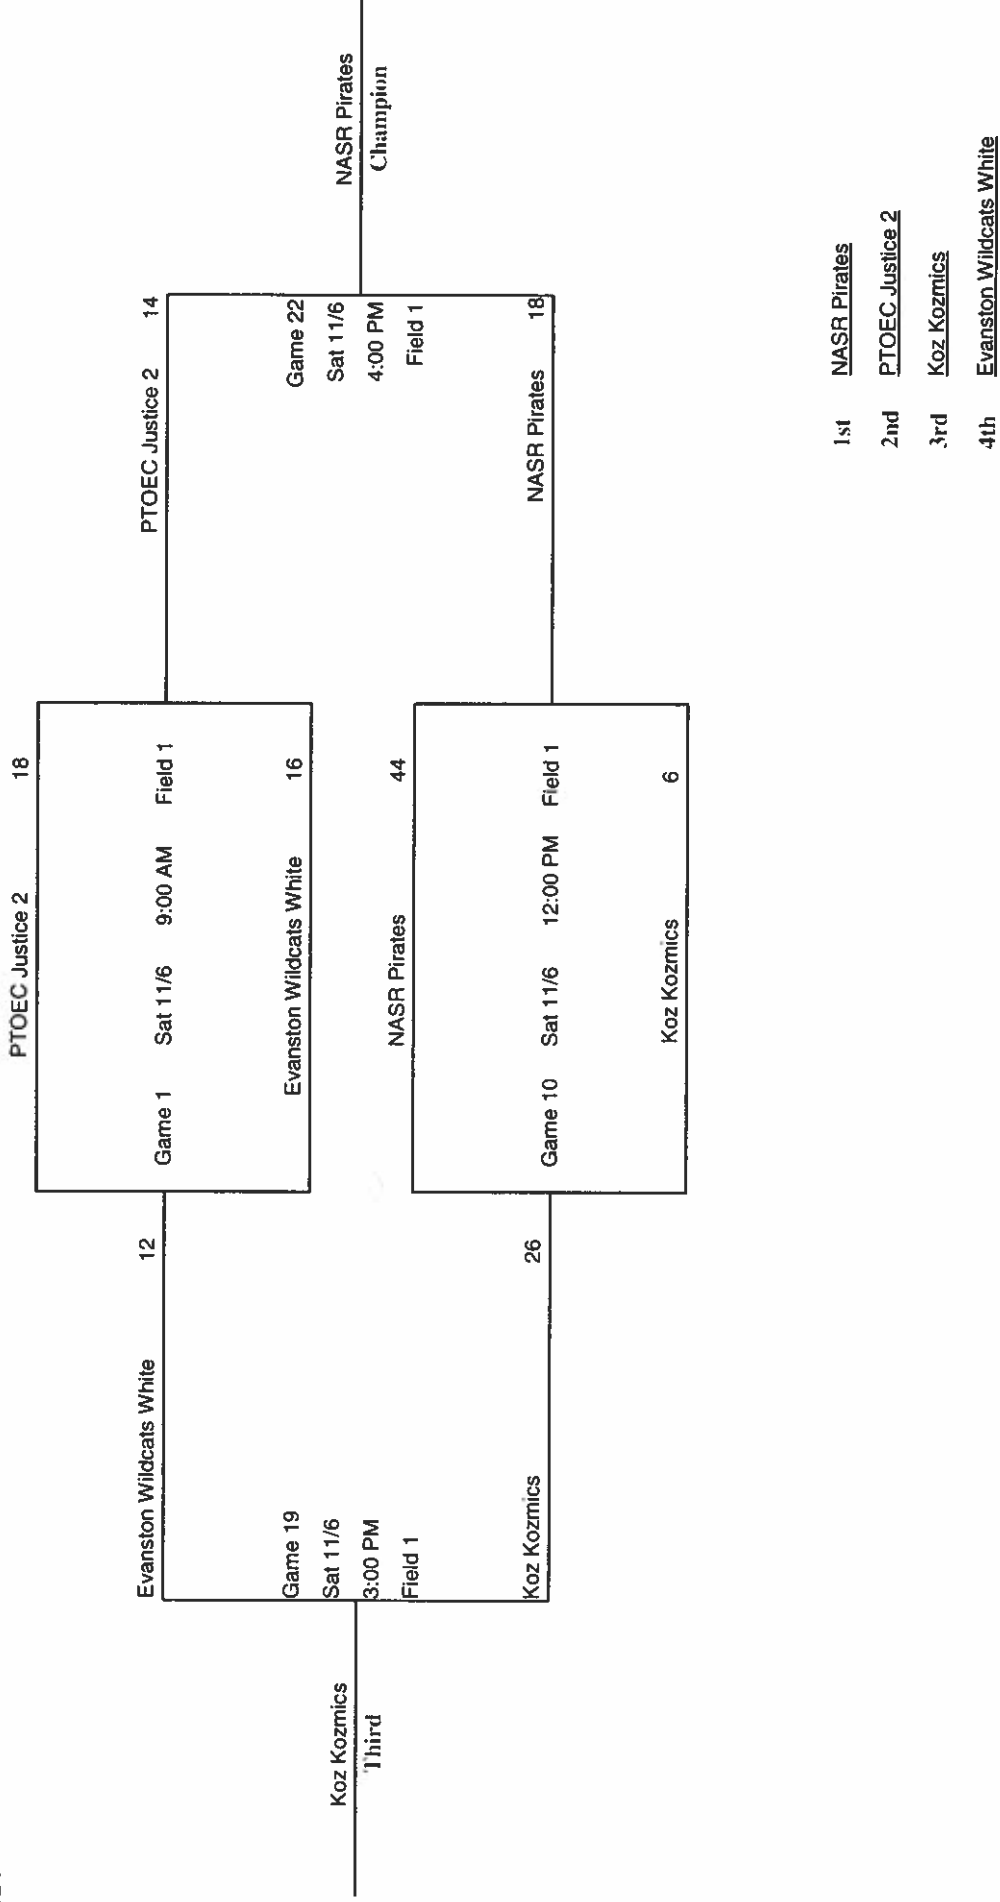 PTOEC Justice 2 18
Evanston Wildcats White 12
Game 1 Sat 11/6 9:00 AM Field 1
PTOEC Justice 2 14
Evanston Wildcats White 16
Game 19
Sat 11/6
3:00 PM
Field 1
Game 22
Sat 11/6
4:00 PM
Field 1
Koz Kozmics
Third
NASR Pirates
Champion
NASR Pirates 44
Koz Kozmics 26
Game 10 Sat 11/6 12:00 PM Field 1
NASR Pirates 18
Koz Kozmics 6
1st NASR Pirates
2nd PTOEC Justice 2
3rd Koz Kozmics
4th Evanston Wildcats White